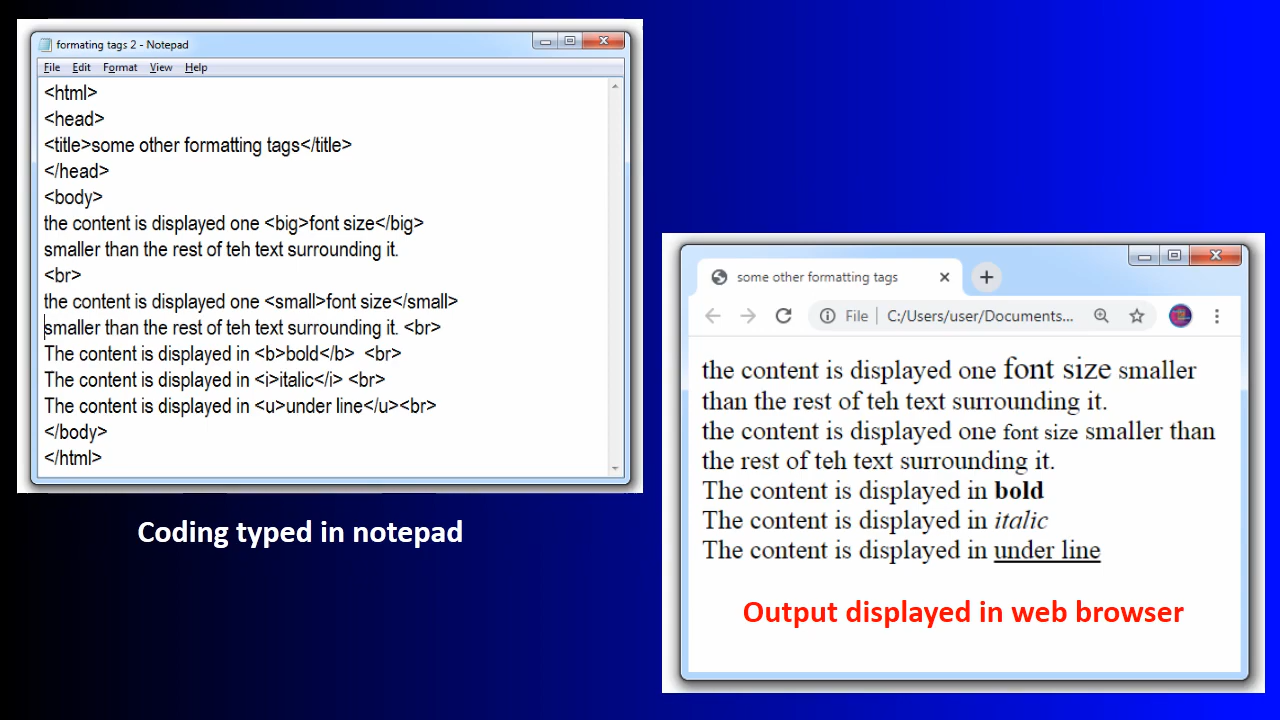 formating tags 2 - Notepad
File Edit Format View Help
<html>
<head>
<title>some other formatting tags</title>
</head>
<body>
the content is displayed one <big>font size</big>
smaller than the rest of teh text surrounding it.
<br>
the content is displayed one <small>font size</small>
smaller than the rest of teh text surrounding it. <br>
The content is displayed in <b>bold</b>  <br>
The content is displayed in <i>italic</i> <br>
The content is displayed in <u>under line</u><br>
</body>
</html>
Coding typed in notepad
some other formatting tags
File C:/Users/user/Documents...
the content is displayed one font size smaller
than the rest of teh text surrounding it.
the content is displayed one font size smaller than
the rest of teh text surrounding it.
The content is displayed in bold
The content is displayed in italic
The content is displayed in under line
Output displayed in web browser